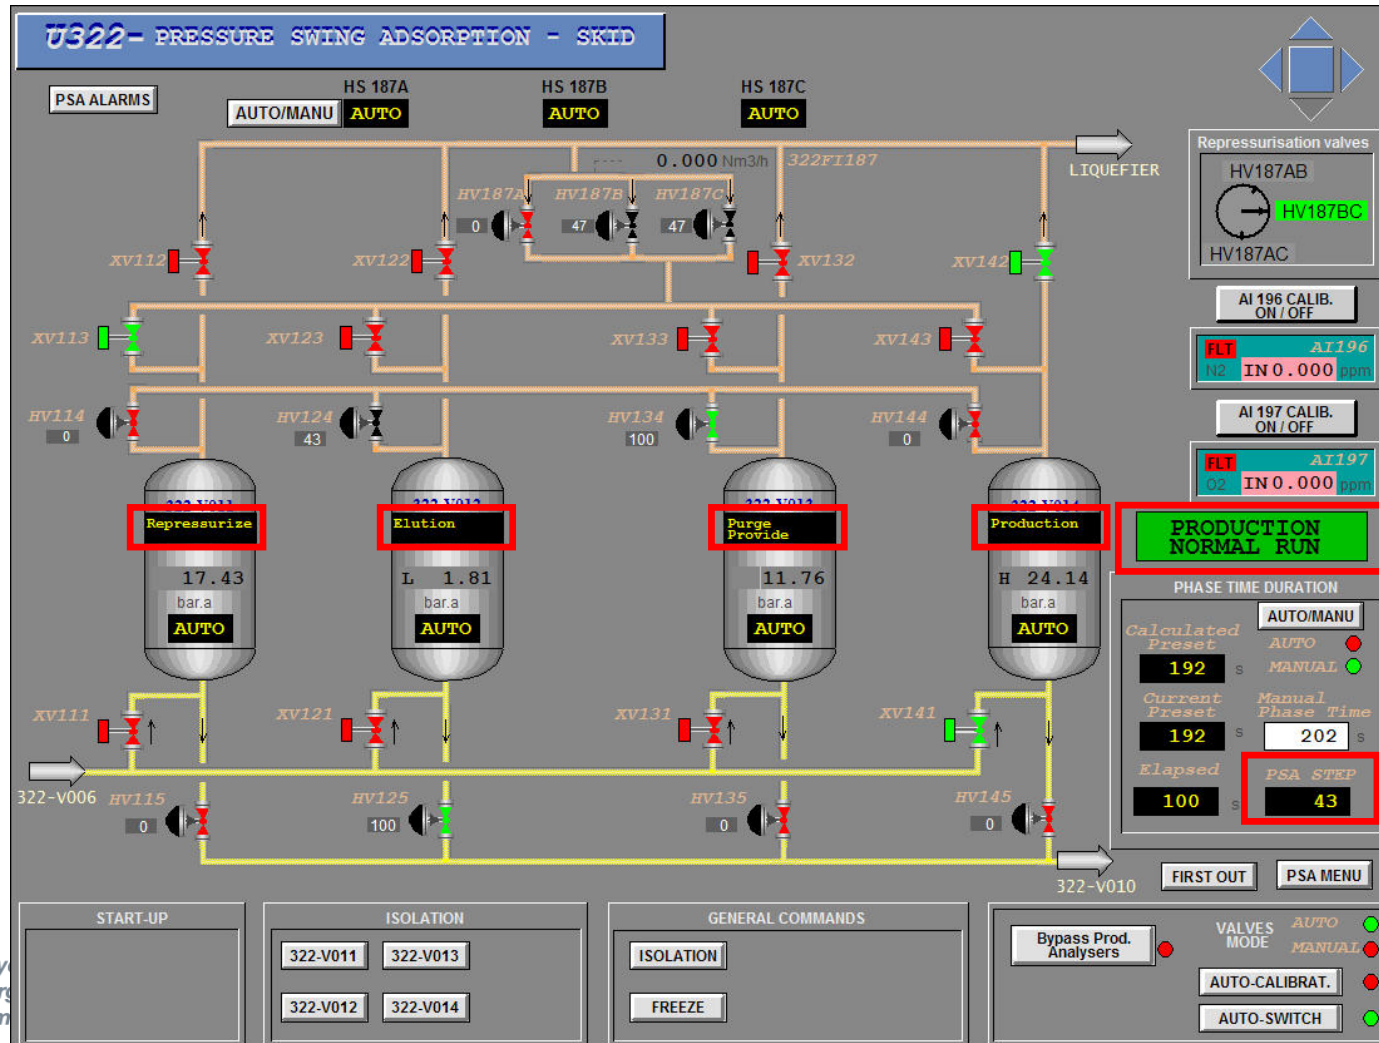 U322- PRESSURE SWING ADSORPTION - SKID
PSA ALARMS
AUTO/MANU
HS 187A
AUTO
HS 187B
AUTO
HS 187C
AUTO
0.000 Nm3/h
322FI187
LIQUEFIER
HV187A
0
HV187B
47
HV187C
47
XV112
XV122
XV132
XV142
XV113
XV123
XV133
XV143
HV114
0
HV124
43
HV134
100
HV144
0
322-V011
Repressurize
17.43
bar.a
AUTO
322-V012
Elution
L 1.81
bar.a
AUTO
322-V013
Purge
Provide
11.76
bar.a
AUTO
322-V014
Production
H 24.14
bar.a
AUTO
XV111
XV121
XV131
XV141
322-V006
HV115
0
HV125
100
HV135
0
HV145
0
322-V010
Repressurisation valves
HV187AB
HV187BC
HV187AC
AI 196 CALIB.
ON / OFF
FLT AI196
N2 IN 0.000 ppm
AI 197 CALIB.
ON / OFF
FLT AI197
O2 IN 0.000 ppm
PRODUCTION
NORMAL RUN
PHASE TIME DURATION
AUTO/MANU
Calculated
Preset
192 s
AUTO
MANUAL
Current
Preset
192 s
Manual
Phase Time
202 s
Elapsed
100 s
PSA STEP
43
FIRST OUT
PSA MENU
START-UP
ISOLATION
322-V011
322-V013
322-V012
322-V014
GENERAL COMMANDS
ISOLATION
FREEZE
Bypass Prod.
Analysers
VALVES
MODE
AUTO
MANUAL
AUTO-CALIBRAT.
AUTO-SWITCH